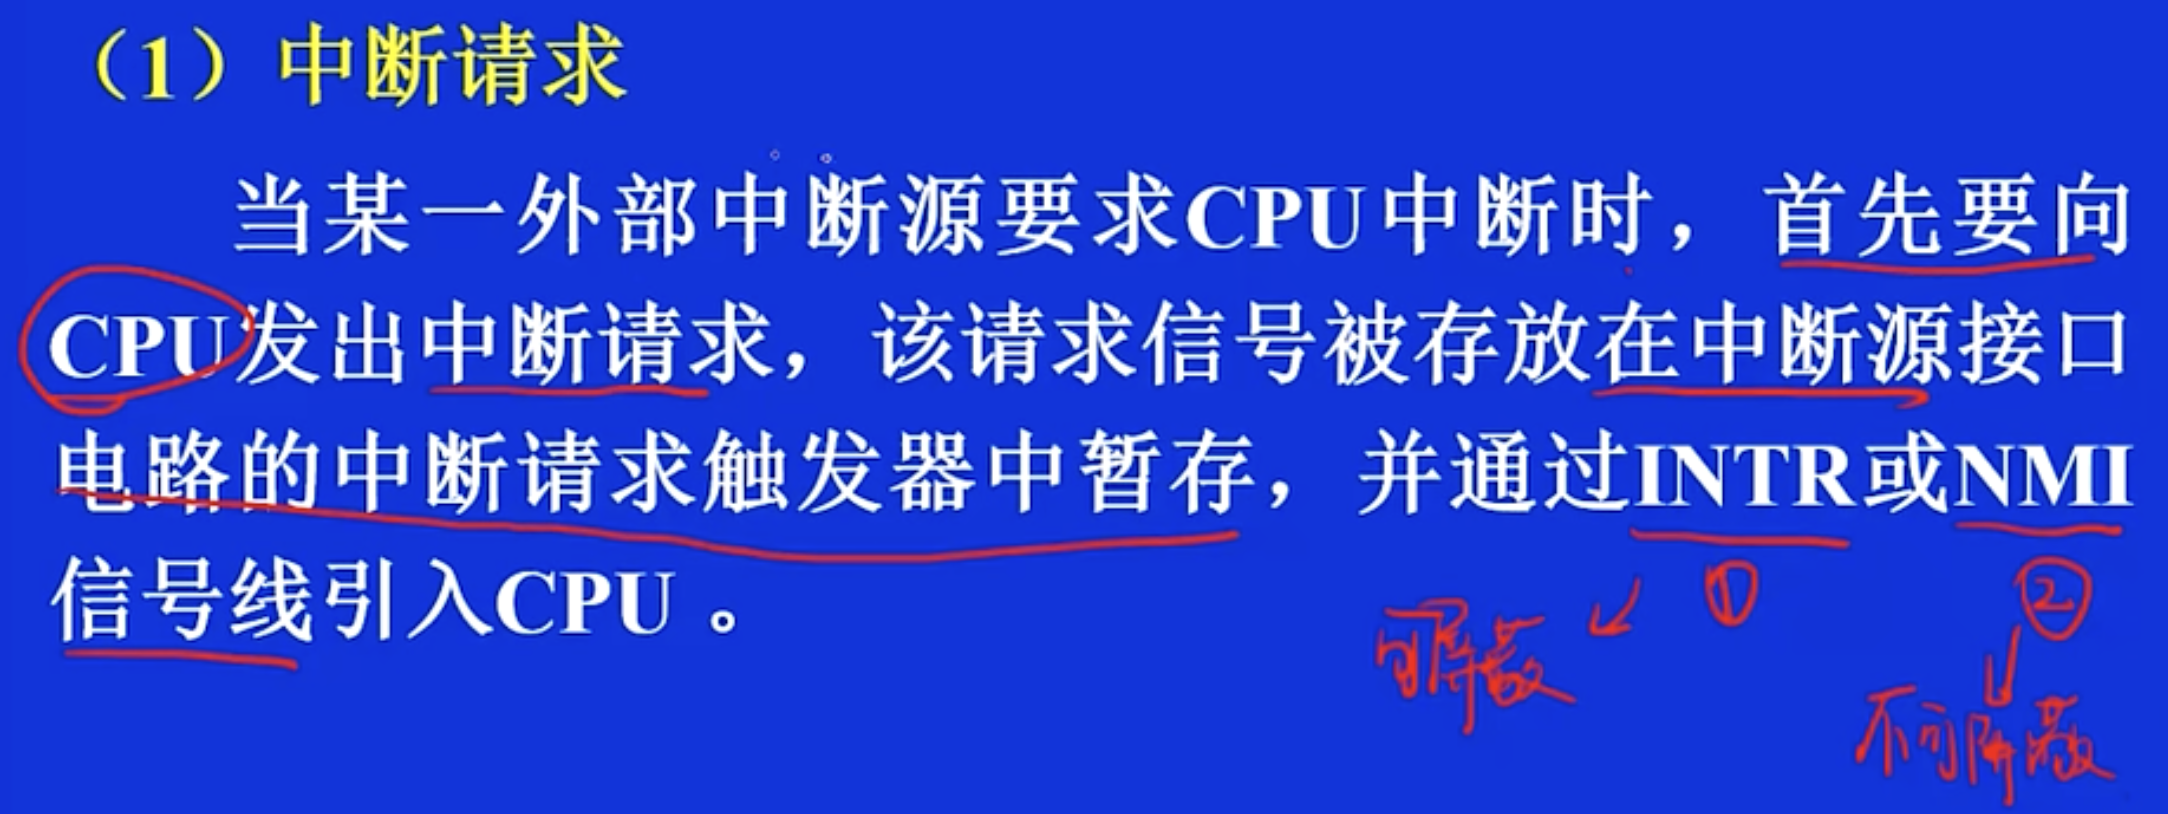 （1）中断请求
当某一外部中断源要求CPU中断时，首先要向
CPU发出中断请求，该请求信号被存放在中断源接口
电路的中断请求触发器中暂存，并通过INTR或NMI
信号线引入CPU 。
① ②
可屏蔽
不可屏蔽